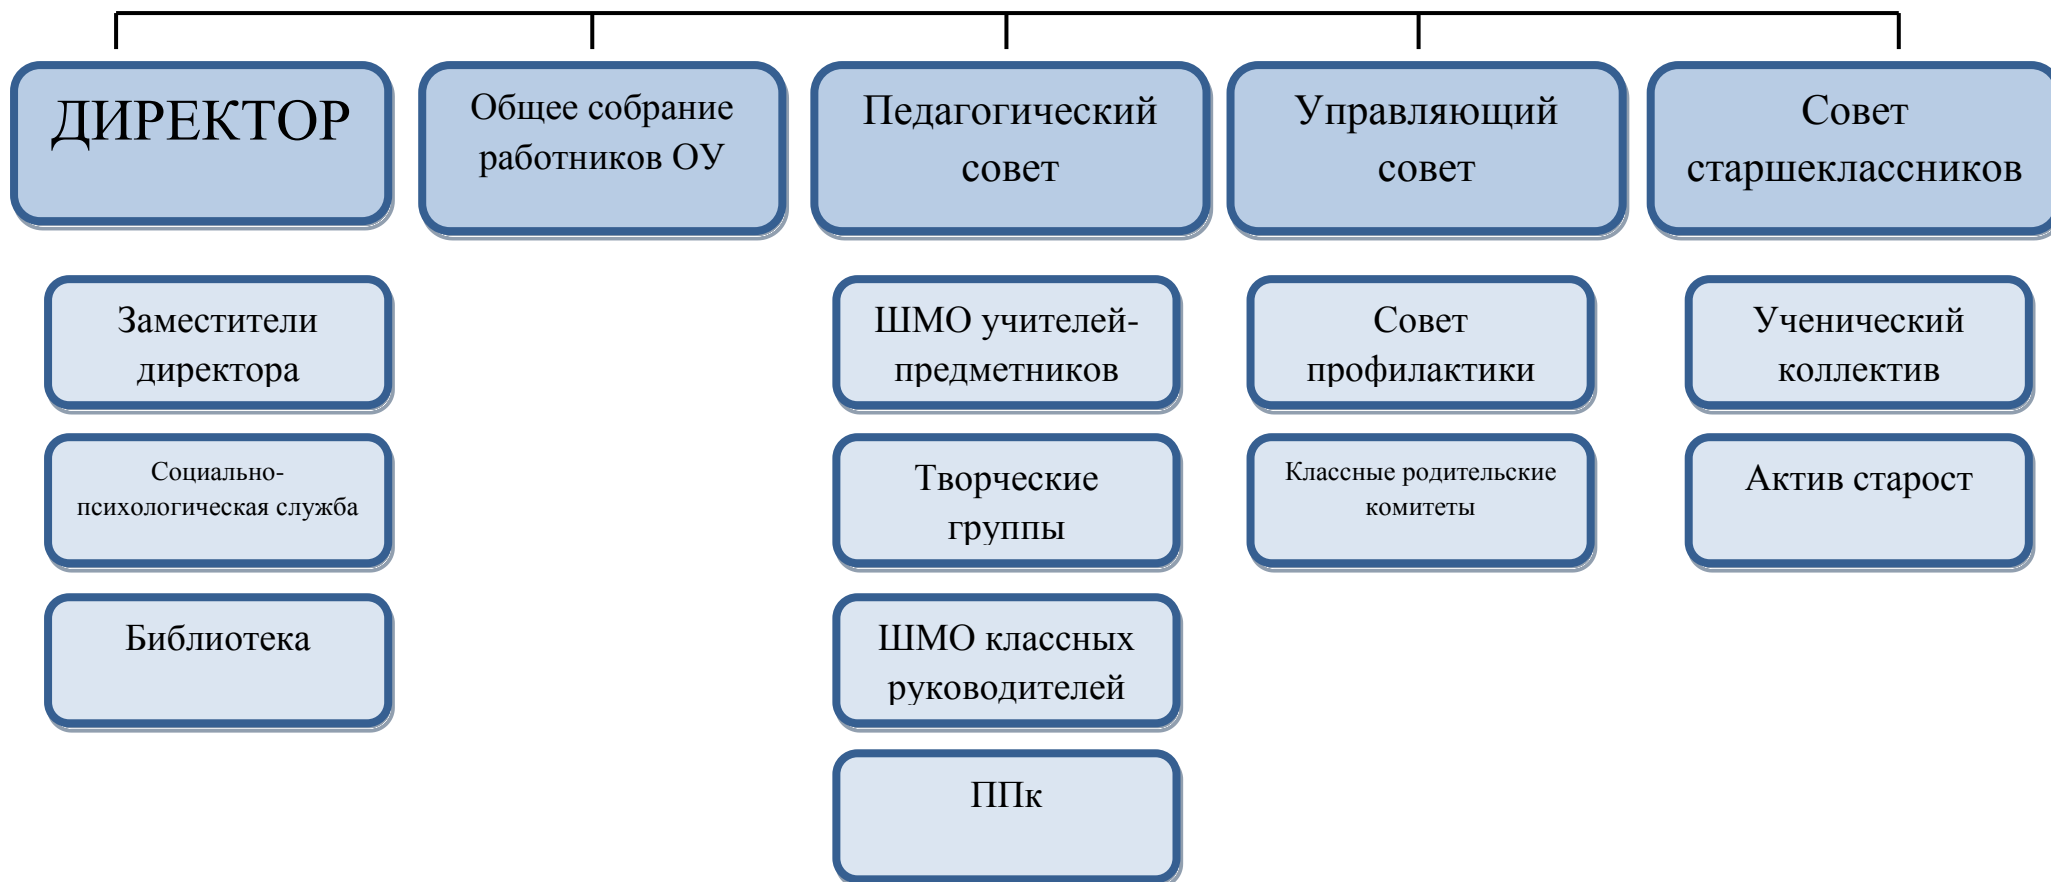 ДИРЕКТОР
Общее собрание
работников ОУ
Педагогический
совет
Управляющий
совет
Совет
старшеклассников
Заместители
директора
Социально-
психологическая служба
Библиотека
ШМО учителей-
предметников
Творческие
группы
ШМО классных
руководителей
ППк
Совет
профилактики
Классные родительские
комитеты
Ученический
коллектив
Актив старост